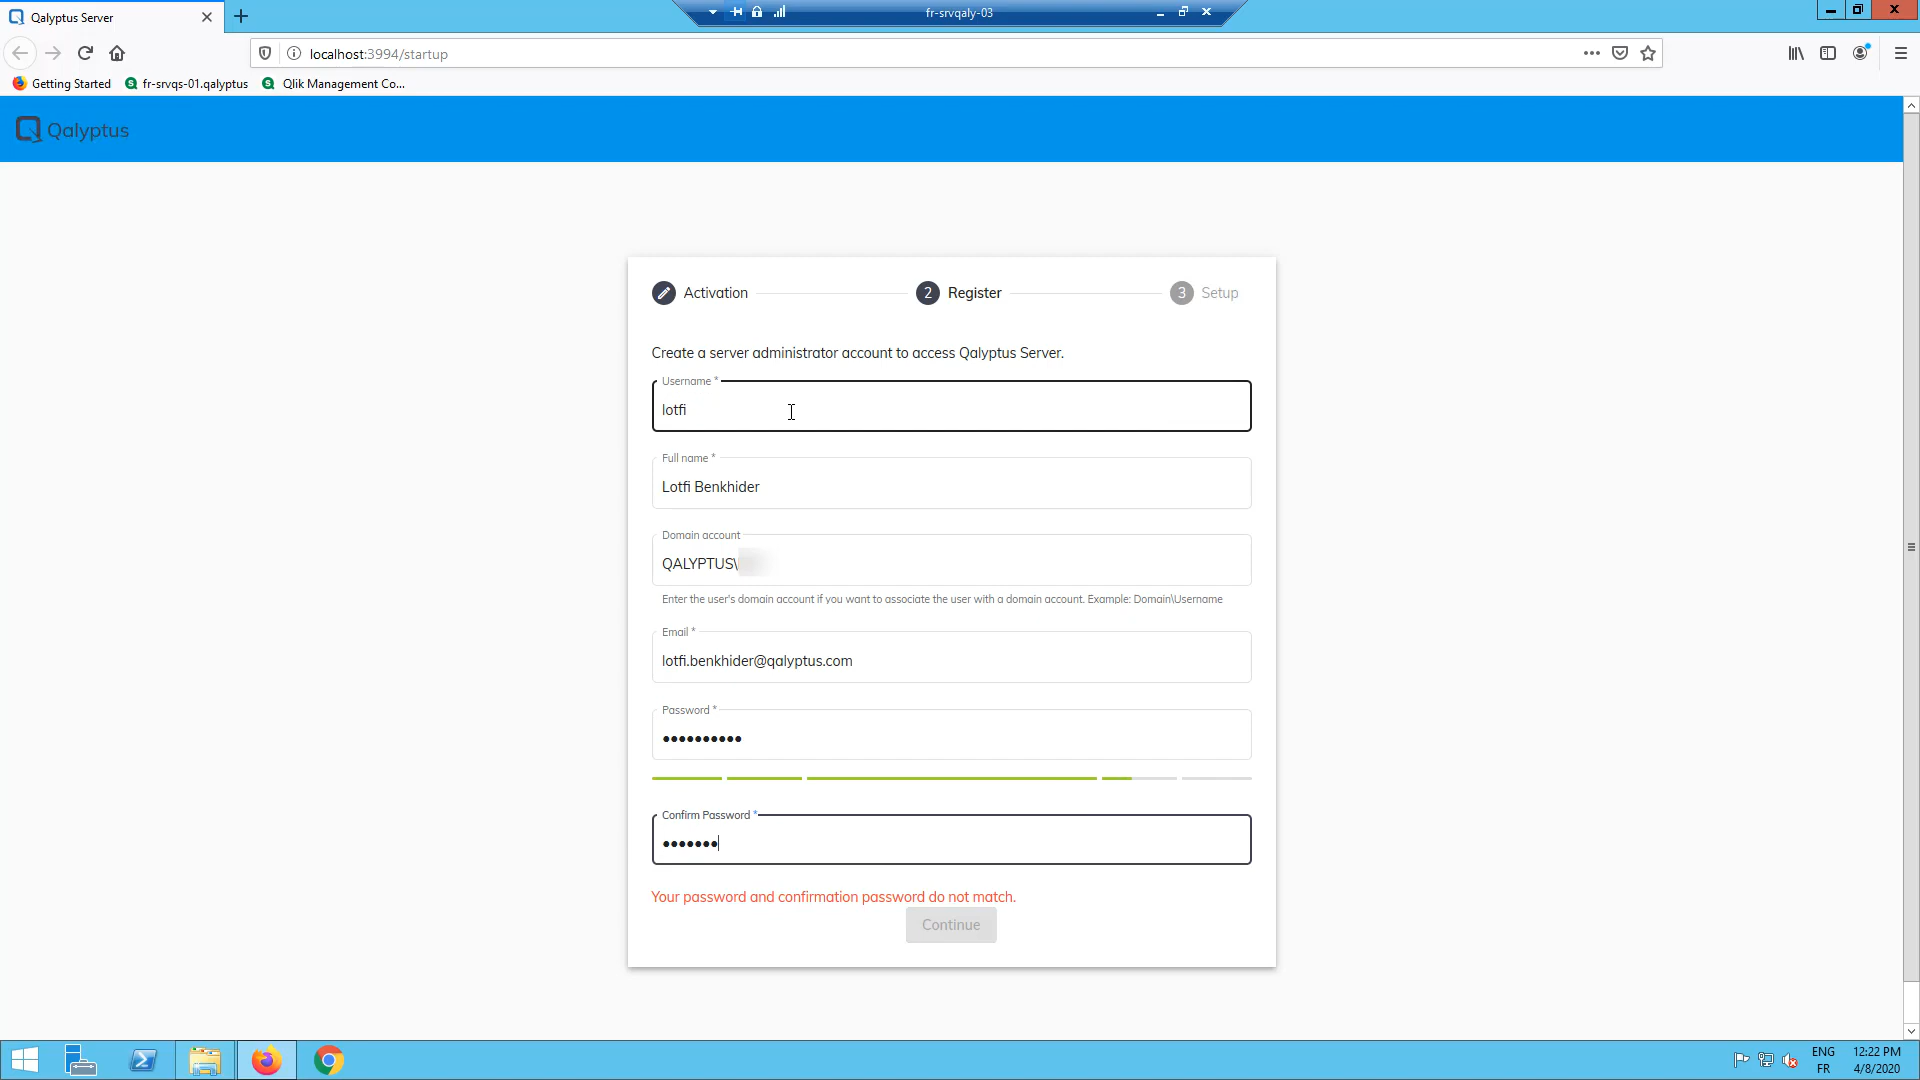 Qalyptus Server
fr-srvqaly-03
localhost:3994/startup
Getting Started
fr-srvqs-01.qalyptus
Qlik Management Co...
Qalyptus
Activation
2 Register
3 Setup
Create a server administrator account to access Qalyptus Server.
Username *
lotfi
Full name *
Lotfi Benkhider
Domain account
QALYPTUS\
Enter the user's domain account if you want to associate the user with a domain account. Example: Domain\Username
Email *
lotfi.benkhider@qalyptus.com
Password *
••••••••••
Confirm Password *
•••••••
Your password and confirmation password do not match.
Continue
ENG
FR
12:22 PM
4/8/2020